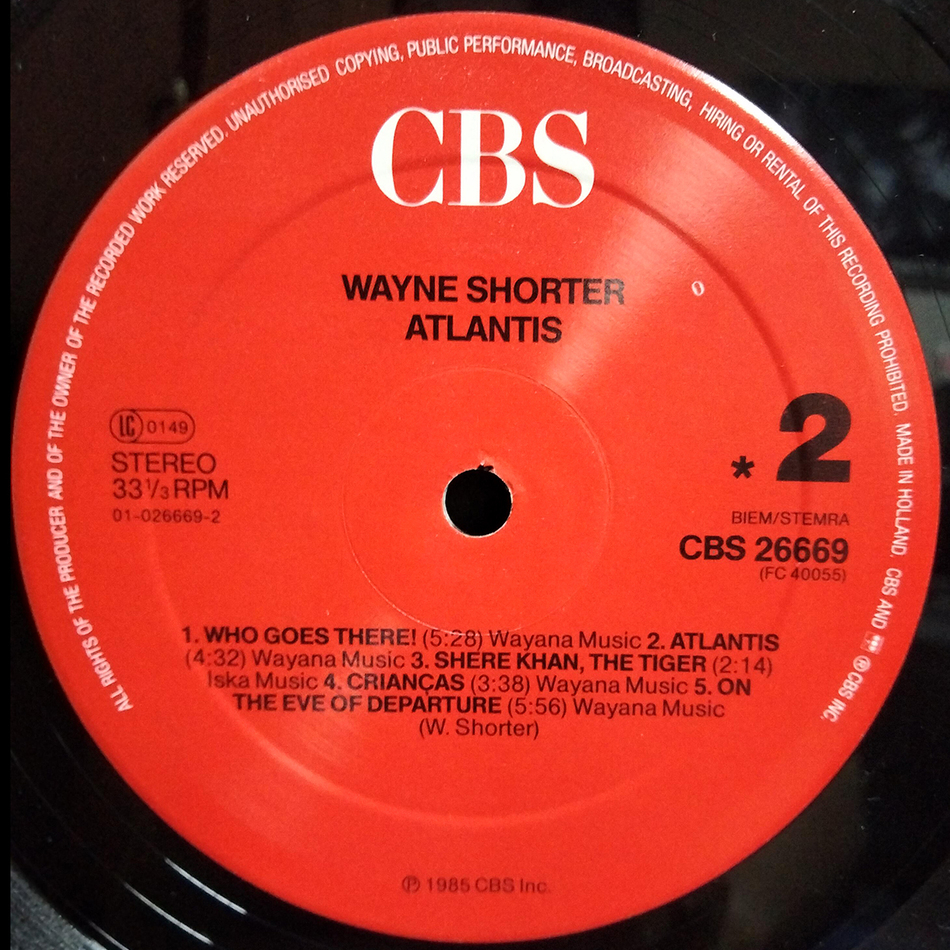 ALL RIGHTS OF THE PRODUCER AND OF THE OWNER OF THE RECORDED WORK RESERVED. UNAUTHORISED COPYING, PUBLIC PERFORMANCE, BROADCASTING, HIRING OR RENTAL OF THIS RECORDING PROHIBITED. MADE IN HOLLAND. CBS AND ® CBS INC.
CBS
WAYNE SHORTER
ATLANTIS
LC 0149
STEREO
33 1/3 RPM
01-026669-2
* 2
BIEM/STEMRA
CBS 26669
(FC 40055)
1. WHO GOES THERE! (5:28) Wayana Music 2. ATLANTIS
(4:32) Wayana Music 3. SHERE KHAN, THE TIGER (2:14)
Iska Music 4. CRIANÇAS (3:38) Wayana Music 5. ON
THE EVE OF DEPARTURE (5:56) Wayana Music
(W. Shorter)
℗ 1985 CBS Inc.